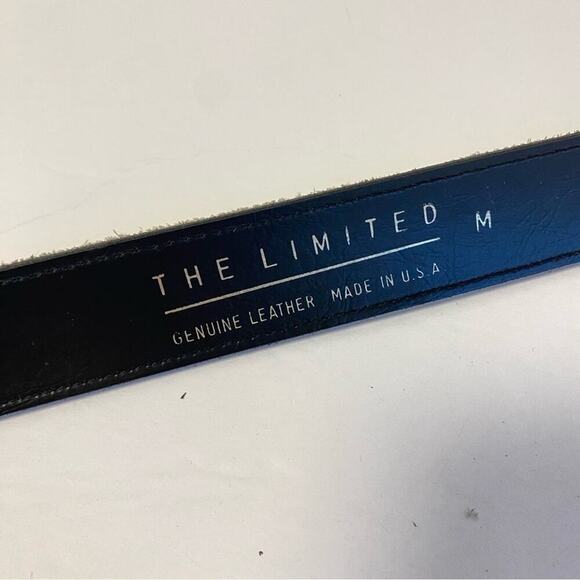 THE LIMITED M
GENUINE LEATHER MADE IN U.S.A